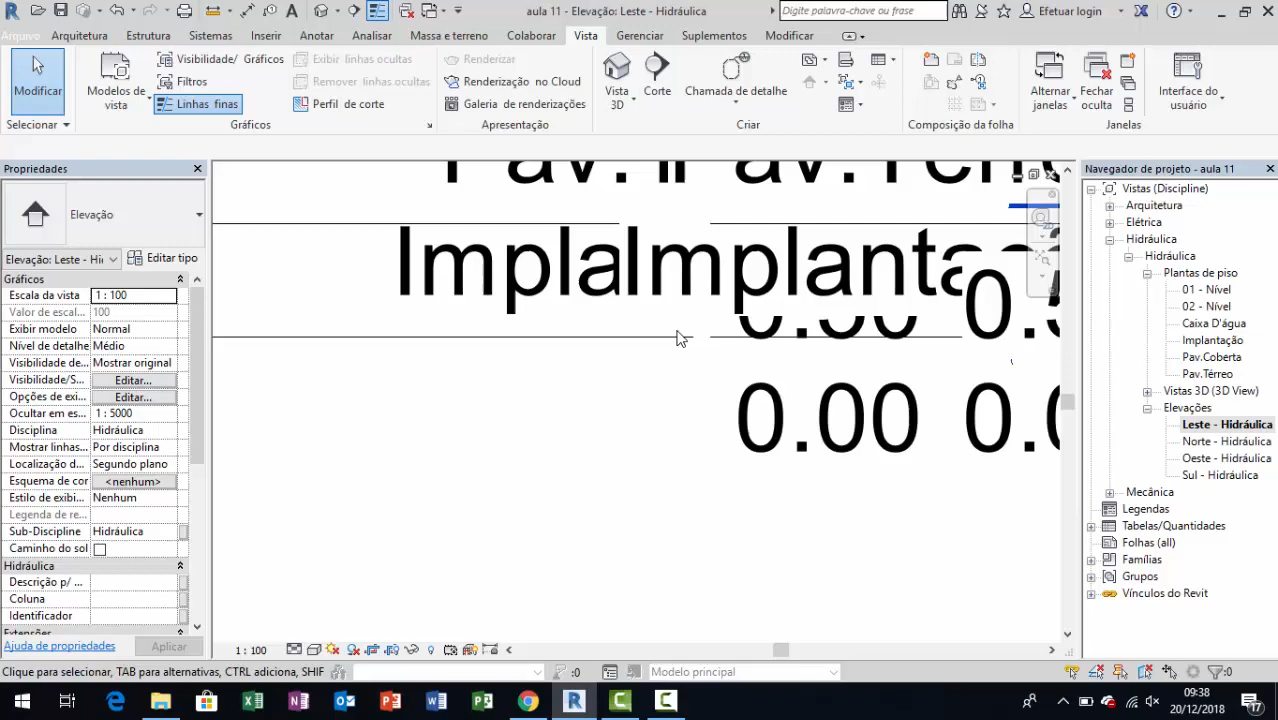 aula 11 - Elevação: Leste - Hidráulica
Digite palavra-chave ou frase
Efetuar login
Arquivo Arquitetura Estrutura Sistemas Inserir Anotar Analisar Massa e terreno Colaborar Vista Gerenciar Suplementos Modificar
Modificar
Selecionar
Modelos de vista
Visibilidade/ Gráficos
Filtros
Linhas finas
Exibir linhas ocultas
Remover linhas ocultas
Perfil de corte
Gráficos
Renderizar
Renderização no Cloud
Galeria de renderizações
Apresentação
Vista 3D
Corte
Chamada de detalhe
Criar
Composição da folha
Alternar janelas
Fechar oculta
Janelas
Interface do usuário
Propriedades
Elevação
Elevação: Leste - Hi
Editar tipo
Gráficos
Escala da vista 1 : 100
Valor de escal... 100
Exibir modelo Normal
Nível de detalhe Médio
Visibilidade de... Mostrar original
Visibilidade/S... Editar...
Opções de exi... Editar...
Ocultar em es... 1 : 5000
Disciplina Hidráulica
Mostrar linhas... Por disciplina
Localização d... Segundo plano
Esquema de cor <nenhum>
Estilo de exibi... Nenhum
Legenda de re...
Sub-Disciplina Hidráulica
Caminho do sol
Hidráulica
Descrição p/ ...
Coluna
Identificador
Extensões
Ajuda de propriedades
Aplicar
ImplaImplanta
0.00 0.0
1 : 100
Navegador de projeto - aula 11
Vistas (Discipline)
Arquitetura
Elétrica
Hidráulica
Hidráulica
Plantas de piso
01 - Nível
02 - Nível
Caixa D'água
Implantação
Pav.Coberta
Pav.Térreo
Vistas 3D (3D View)
Elevações
Leste - Hidráulica
Norte - Hidráulica
Oeste - Hidráulica
Sul - Hidráulica
Mecânica
Legendas
Tabelas/Quantidades
Folhas (all)
Famílias
Grupos
Vínculos do Revit
Clique para selecionar, TAB para alternativas, CTRL adiciona, SHIF
:0
Modelo principal
:0
09:38
20/12/2018
17